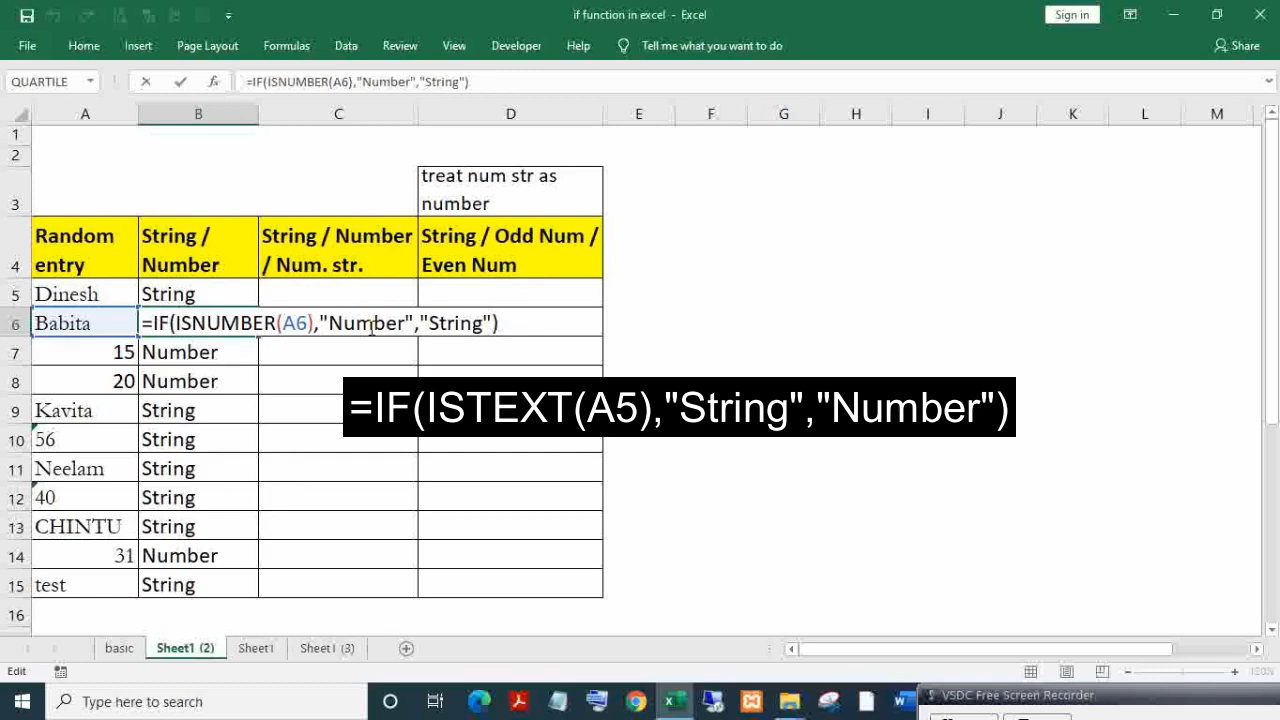 if function in excel - Excel
Sign in
File Home Insert Page Layout Formulas Data Review View Developer Help Tell me what you want to do Share
QUARTILE fx =IF(ISNUMBER(A6),"Number","String")
A B C D E F G H I J K L M
1
2
treat num str as
3 number
Random String / String / Number String / Odd Num /
4 entry Number / Num. str. Even Num
5 Dinesh String
6 Babita =IF(ISNUMBER(A6),"Number","String")
7 15 Number
8 20 Number
=IF(ISTEXT(A5),"String","Number")
9 Kavita String
10 56 String
11 Neelam String
12 40 String
13 CHINTU String
14 31 Number
15 test String
16
basic Sheet1 (2) Sheet1 Sheet1 (3)
Edit
Type here to search
VSDC Free Screen Recorder